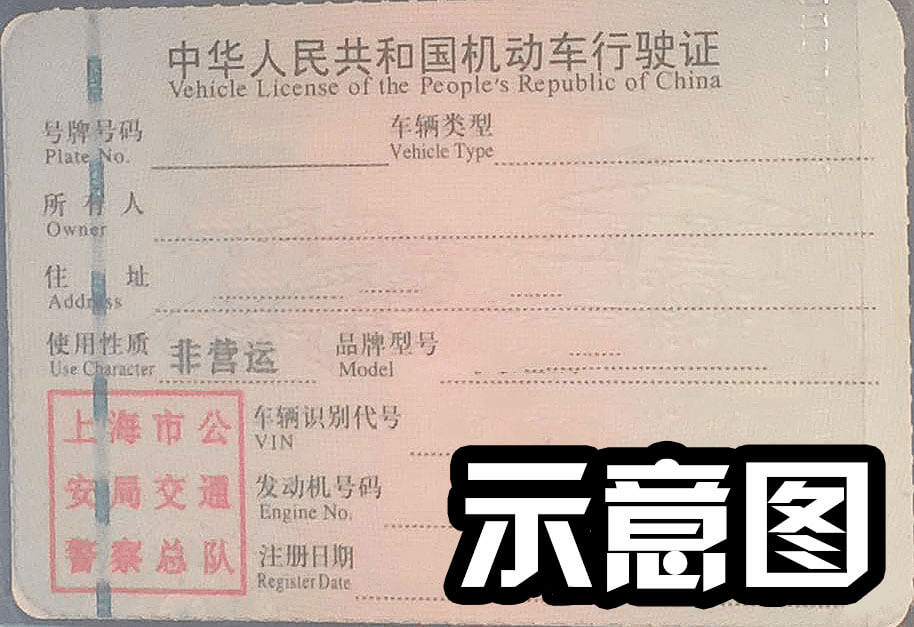 中华人民共和国机动车行驶证
Vehicle License of the People's Republic of China
号牌号码 车辆类型
Plate No. Vehicle Type
所有人
Owner
住址
Address
使用性质 非营运 品牌型号
Use Character Model
上海市公
安局交通
警察总队
车辆识别代号
VIN
发动机号码
Engine No.
注册日期
Register Date
示意图